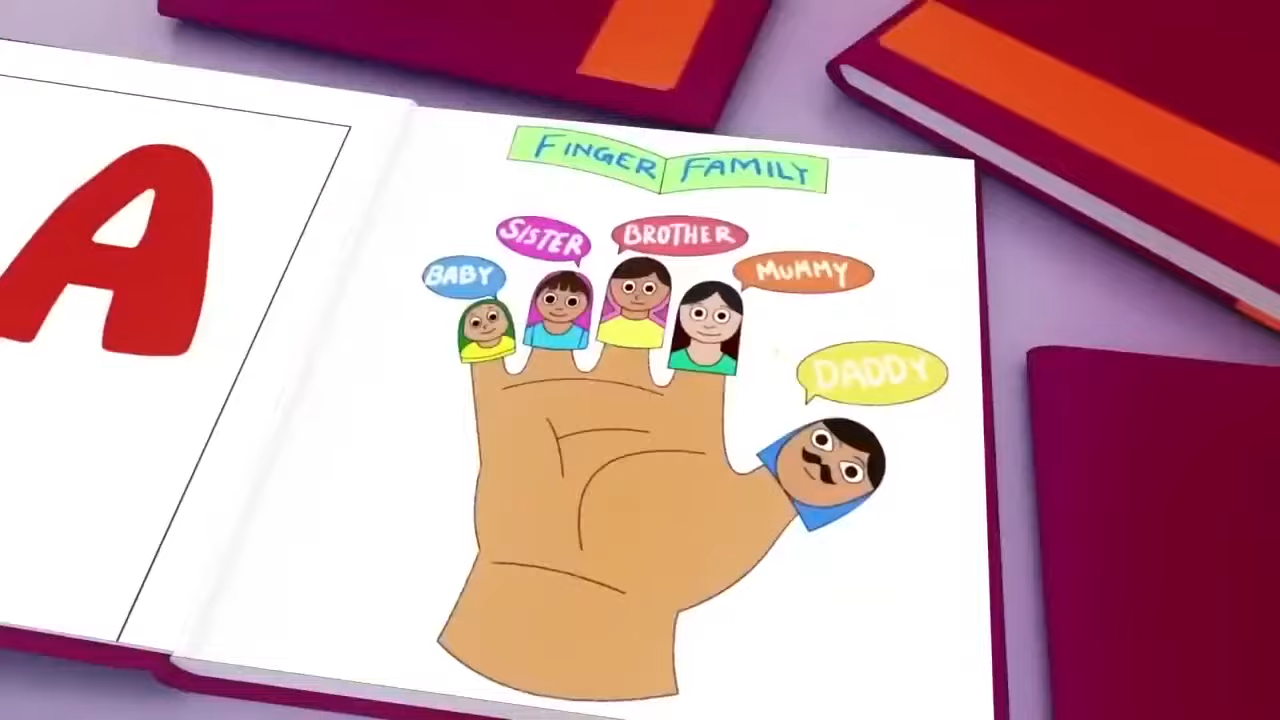 A
FINGER FAMILY
SISTER
BROTHER
BABY
MUMMY
DADDY